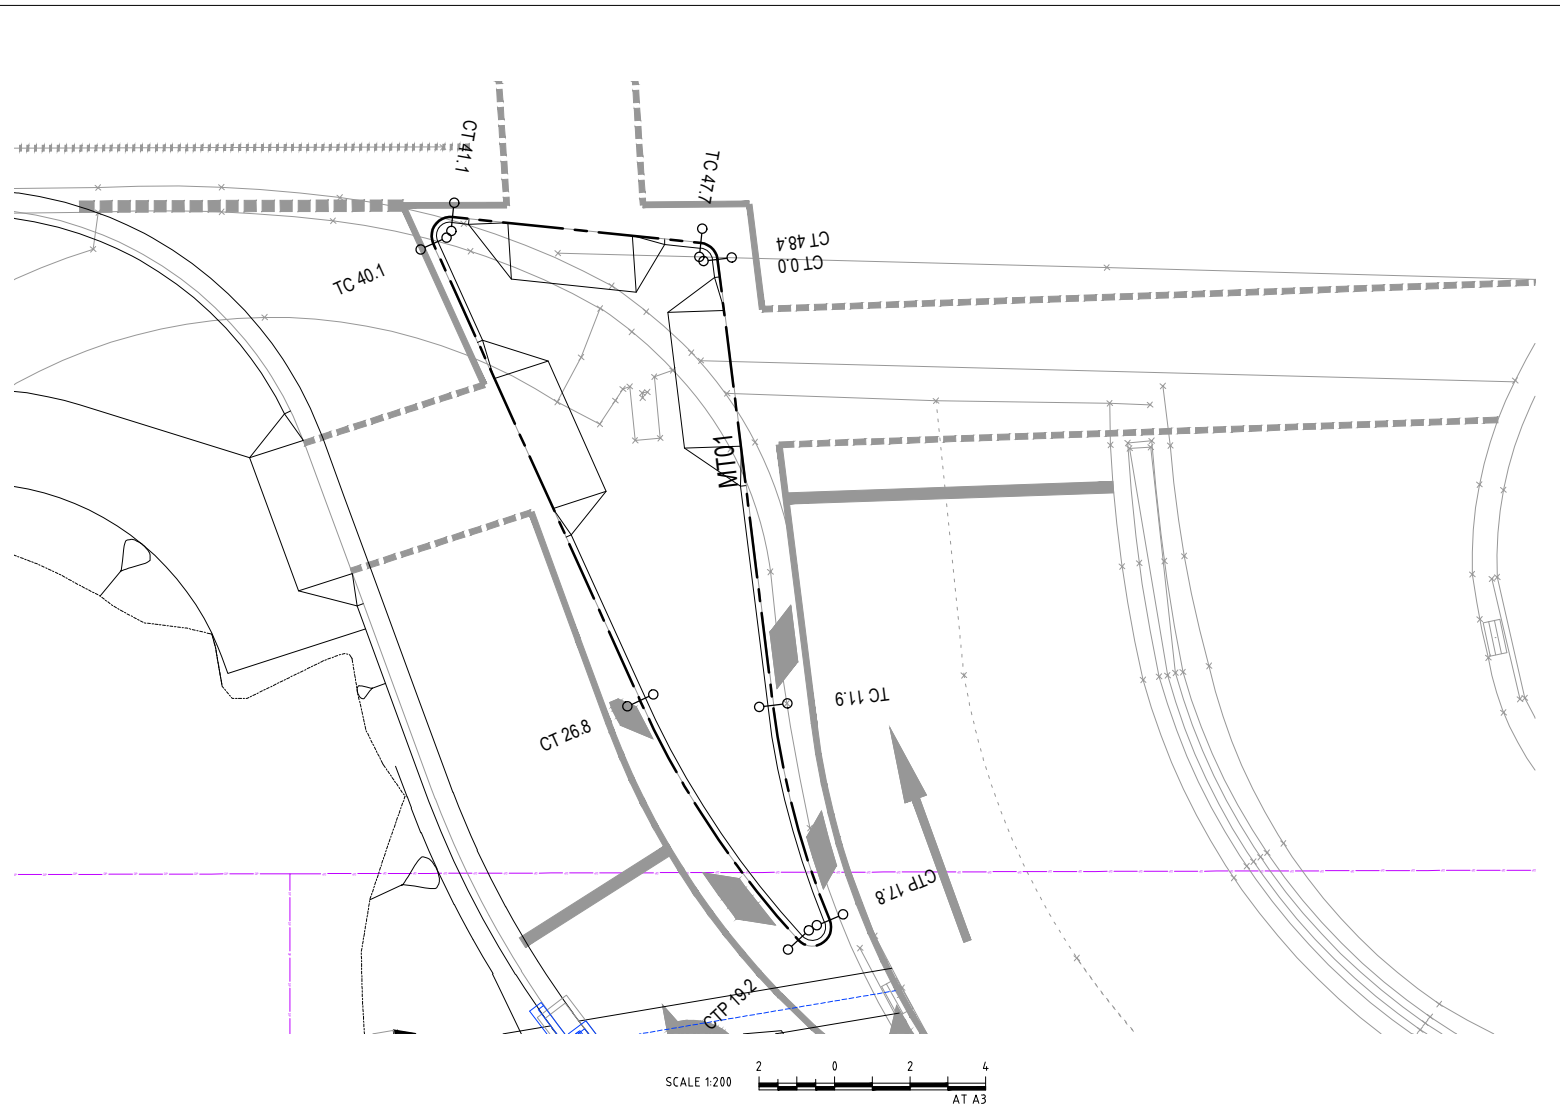 CT 41.1
TC 47.7
CT 48.4
CT 0.0
TC 40.1
MT01
TC 11.9
CT 26.8
CTP 17.8
CTP 19.2
2 0 2 4
SCALE 1:200
AT A3